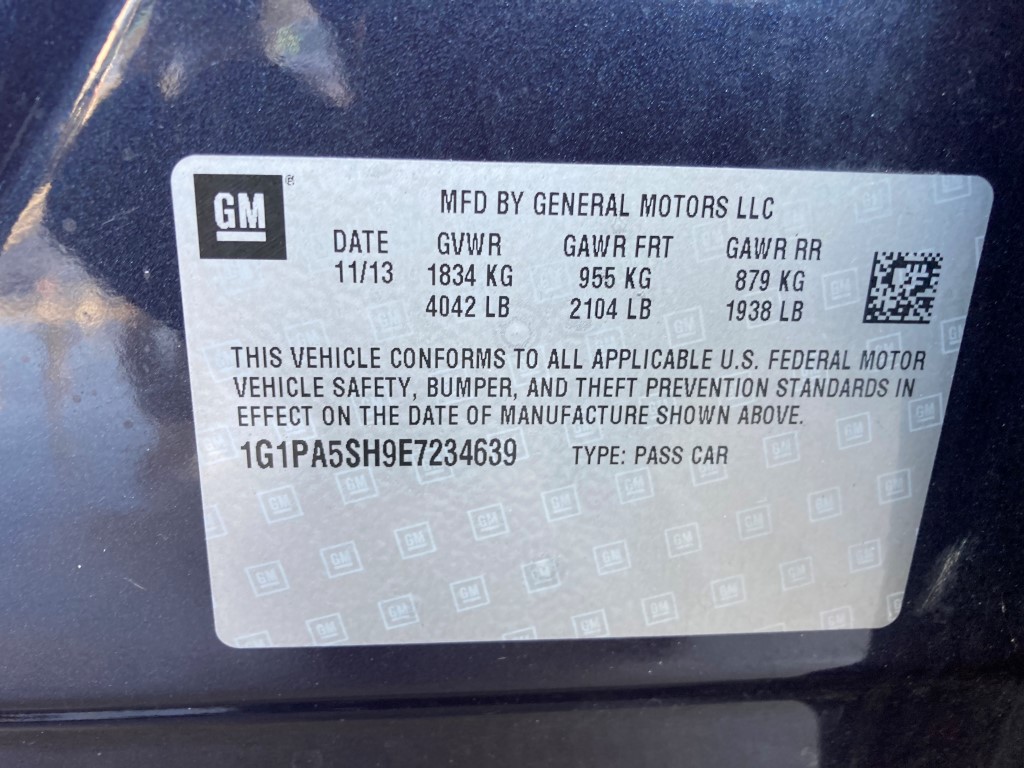 GM
MFD BY GENERAL MOTORS LLC
DATE GVWR GAWR FRT GAWR RR
11/13 1834 KG 955 KG 879 KG
4042 LB 2104 LB 1938 LB
THIS VEHICLE CONFORMS TO ALL APPLICABLE U.S. FEDERAL MOTOR
VEHICLE SAFETY, BUMPER, AND THEFT PREVENTION STANDARDS IN
EFFECT ON THE DATE OF MANUFACTURE SHOWN ABOVE.
1G1PA5SH9E7234639 TYPE: PASS CAR